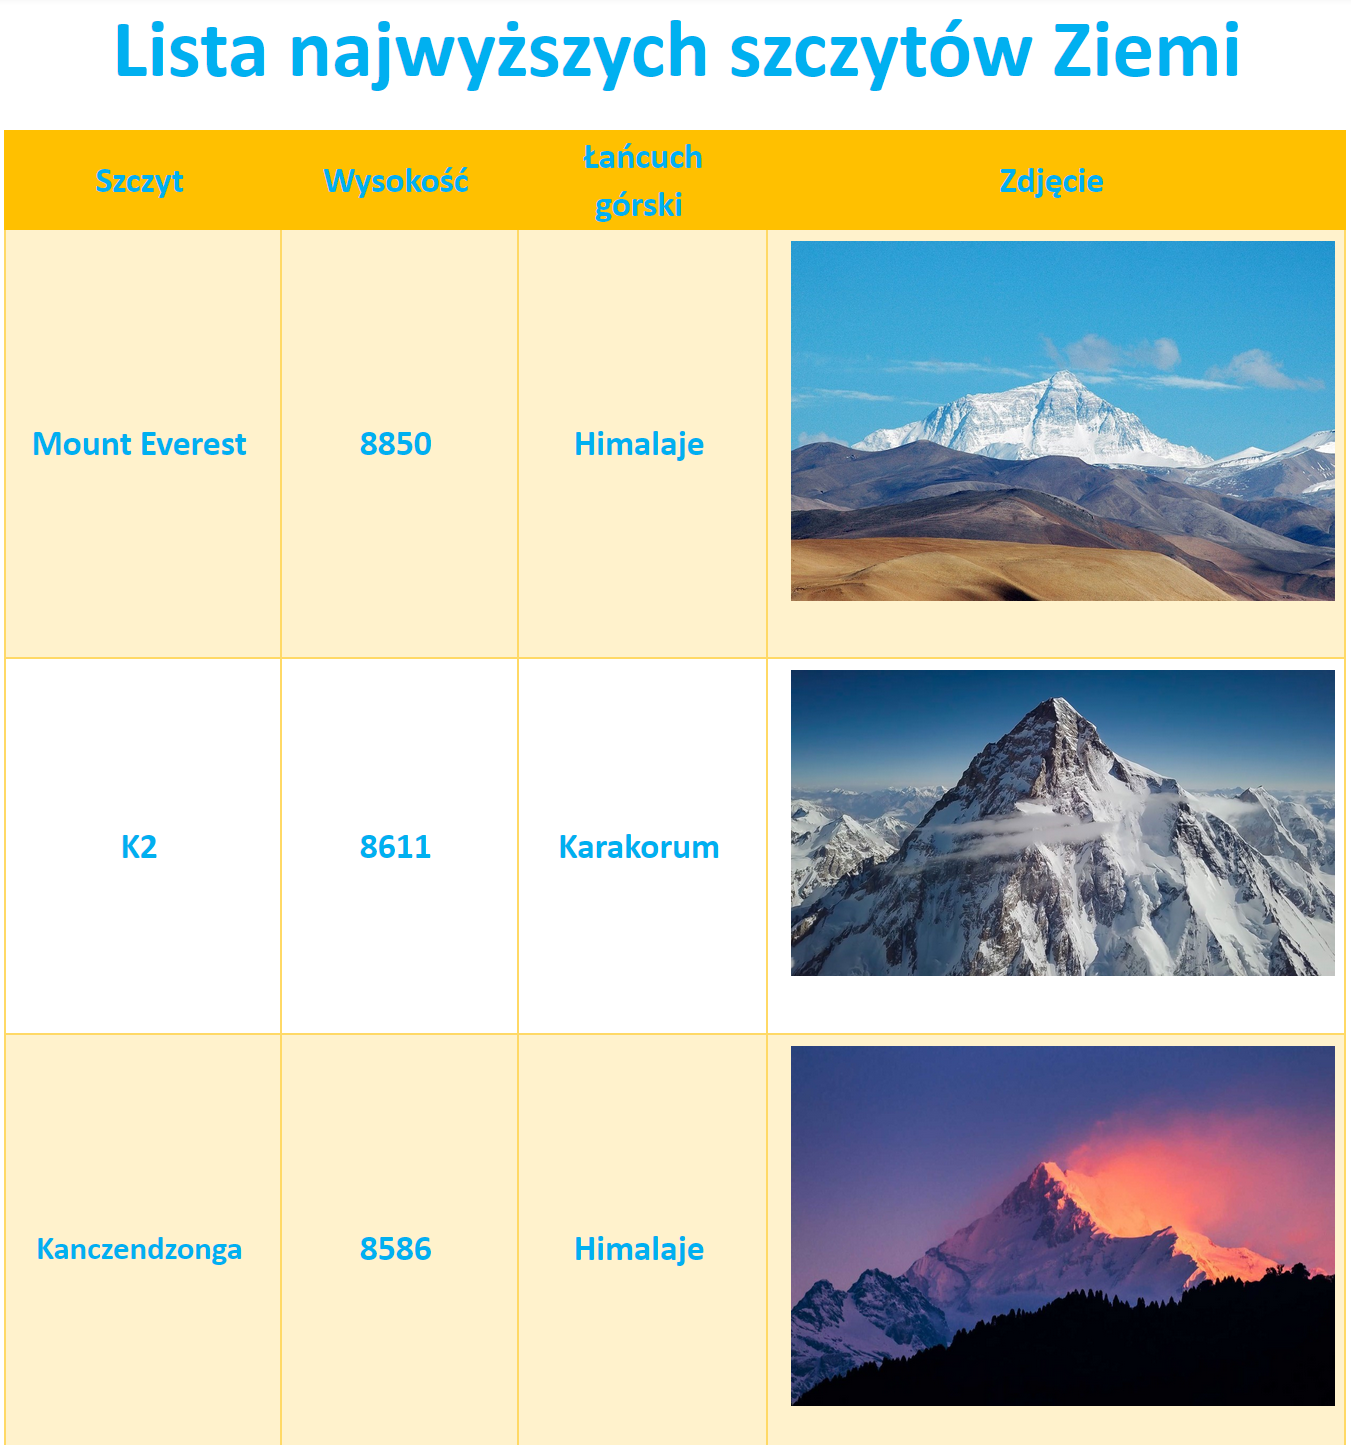 Lista najwyższych szczytów Ziemi
Szczyt
Wysokość
Łańcuch
górski
Zdjęcie
Mount Everest
8850
Himalaje
K2
8611
Karakorum
Kanczendzonga
8586
Himalaje